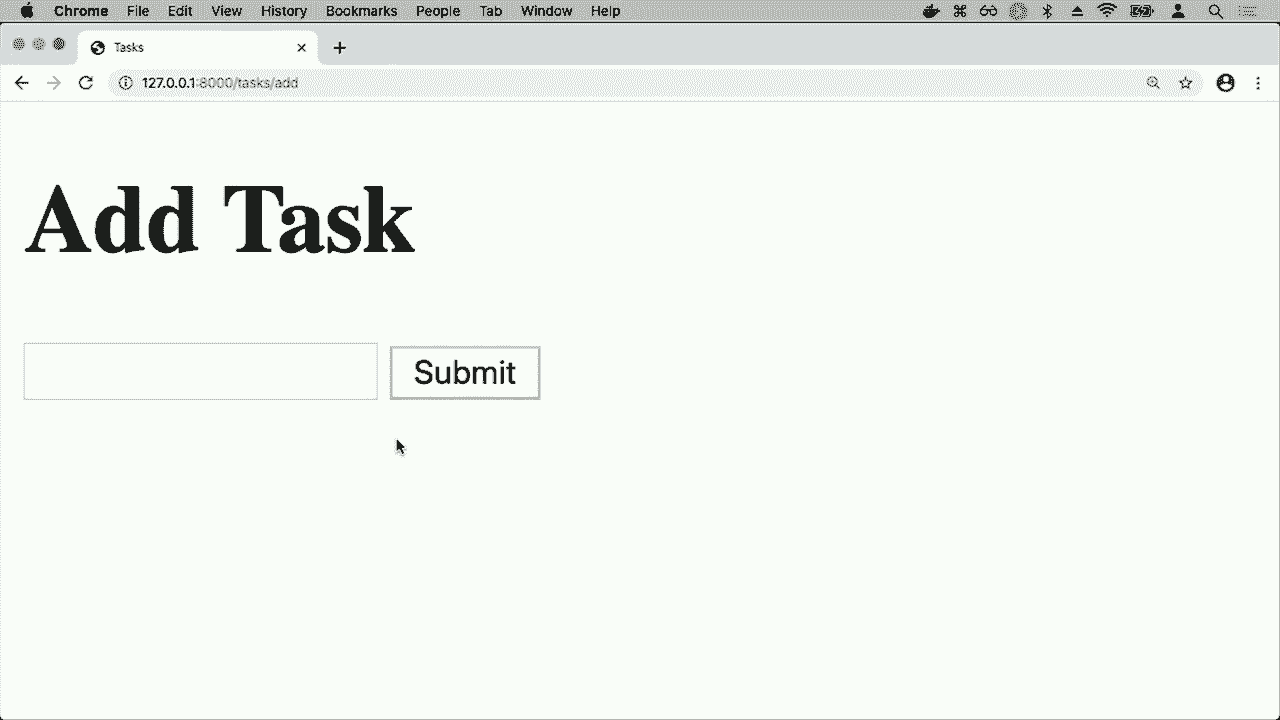 Chrome File Edit View History Bookmarks People Tab Window Help
Tasks
127.0.0.1:8000/tasks/add
Add Task
Submit